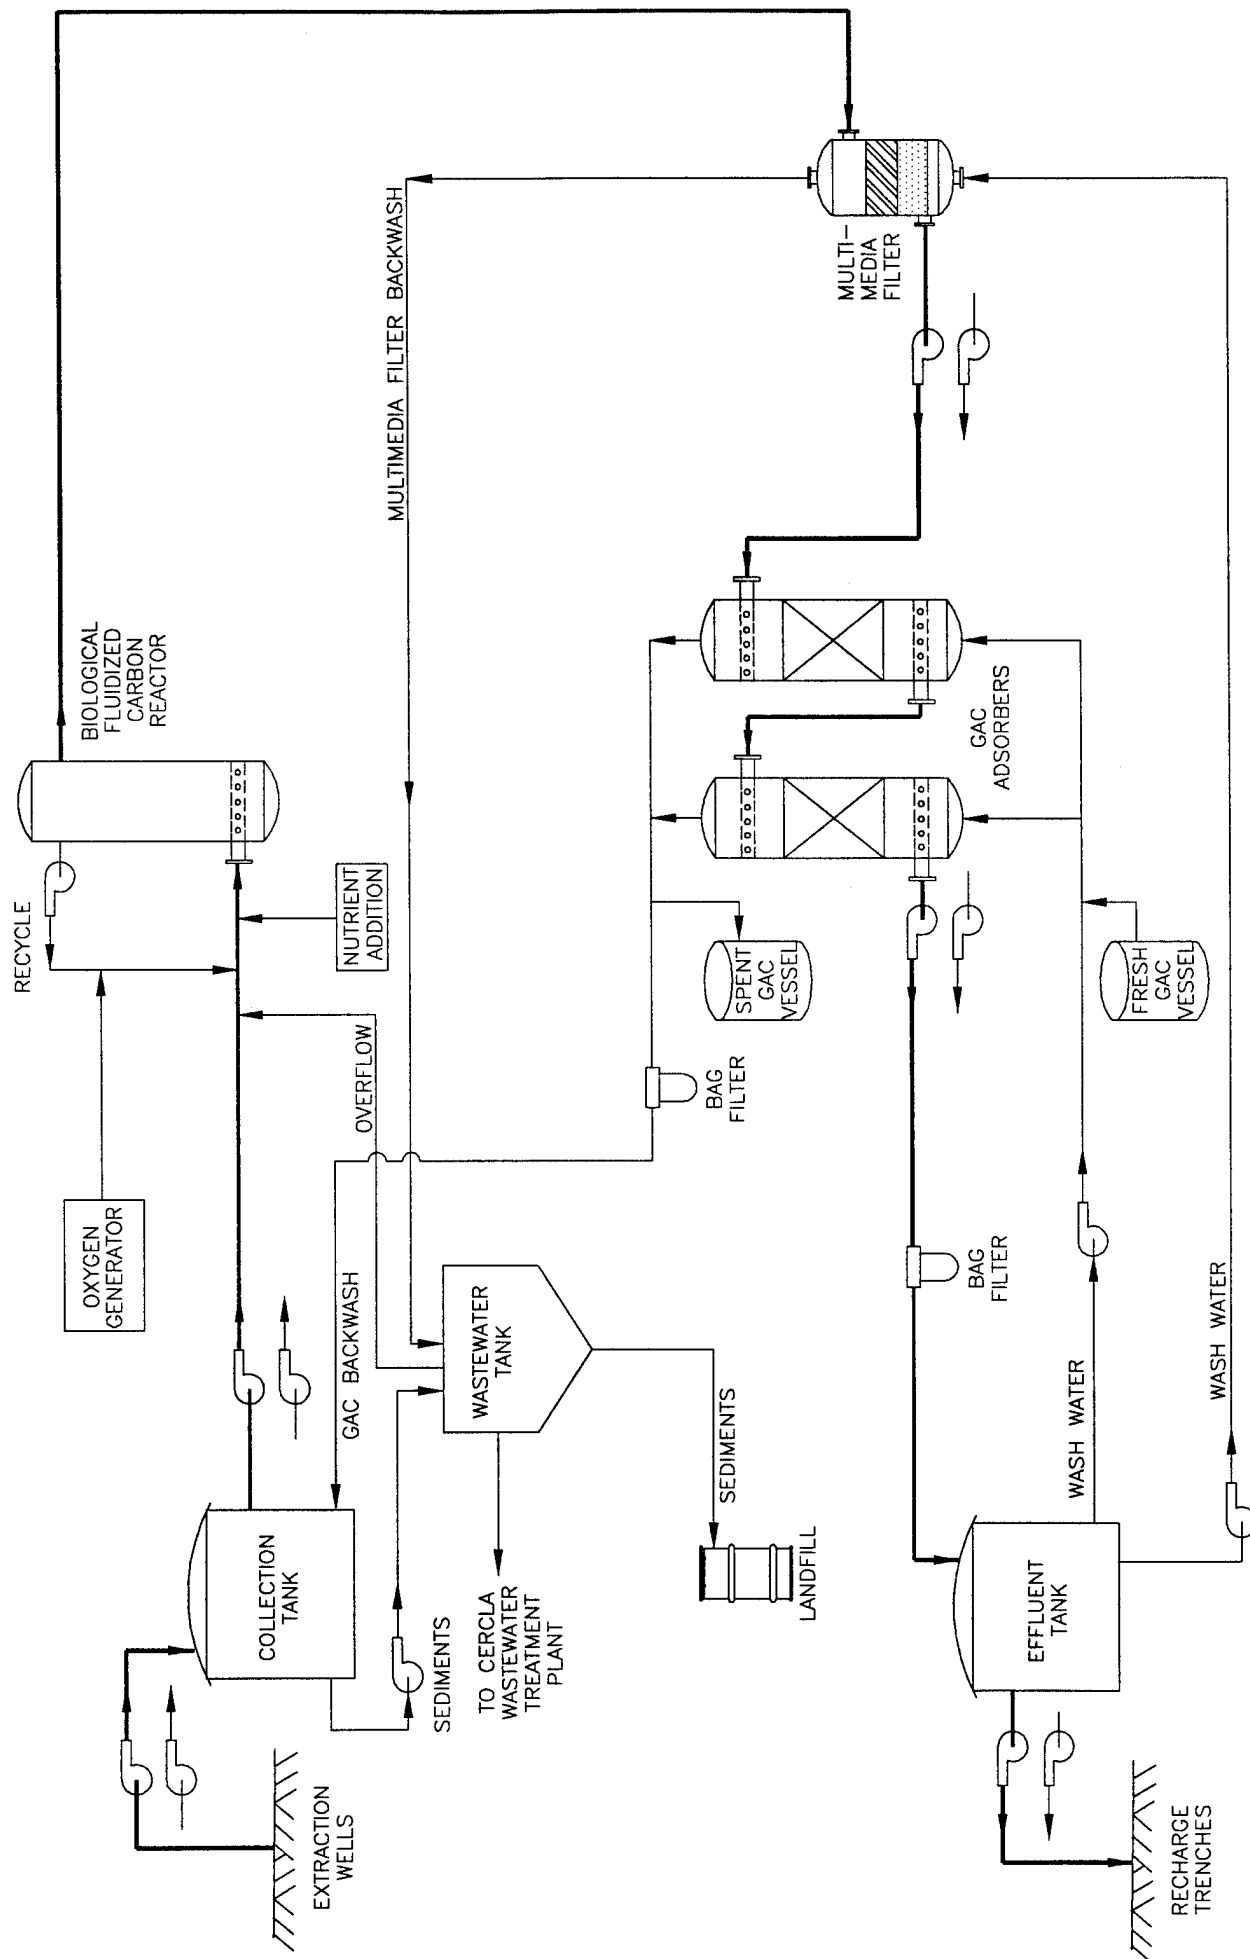 BIOLOGICAL
FLUIDIZED
CARBON
REACTOR
RECYCLE
OXYGEN
GENERATOR
NUTRIENT
ADDITION
OVERFLOW
MULTIMEDIA FILTER BACKWASH
GAC BACKWASH
COLLECTION
TANK
EXTRACTION
WELLS
SEDIMENTS
WASTEWATER
TANK
TO CERCLA
WASTEWATER
TREATMENT
PLANT
SEDIMENTS
LANDFILL
BAG
FILTER
SPENT
GAC
VESSEL
GAC
ADSORBERS
MULTI-
MEDIA
FILTER
FRESH
GAC
VESSEL
BAG
FILTER
WASH WATER
WASH WATER
EFFLUENT
TANK
RECHARGE
TRENCHES